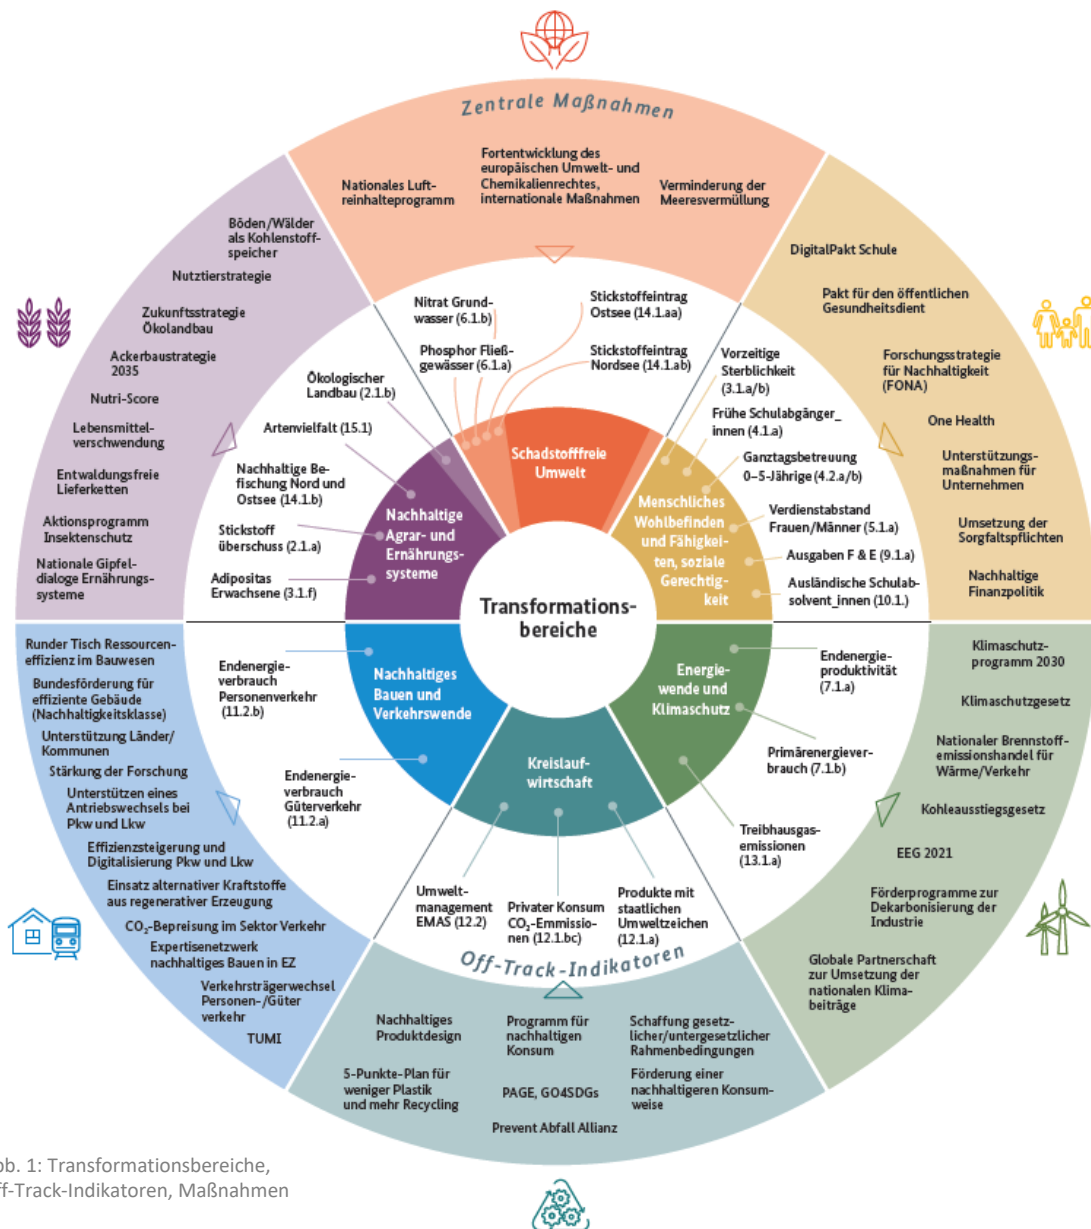 Zentrale Maßnahmen
Nationales Luft-
reinhalteprogramm
Fortentwicklung des
europäischen Umwelt- und
Chemikalienrechtes,
internationale Maßnahmen
Verminderung der
Meeresvermüllung
DigitalPakt Schule
Pakt für den öffentlichen
Gesundheitsdient
Forschungsstrategie
für Nachhaltigkeit
(FONA)
One Health
Unterstützungs-
maßnahmen für
Unternehmen
Umsetzung der
Sorgfaltspflichten
Nachhaltige
Finanzpolitik
Klimaschutz-
programm 2030
Klimaschutzgesetz
Nationaler Brennstoff-
emissionshandel für
Wärme/Verkehr
Kohleausstiegsgesetz
EEG 2021
Förderprogramme zur
Dekarbonisierung der
Industrie
Globale Partnerschaft
zur Umsetzung der
nationalen Klima-
beiträge
Schaffung gesetz-
licher/untergesetzlicher
Rahmenbedingungen
Förderung einer
nachhaltigeren Konsum-
weise
Programm für
nachhaltigen
Konsum
PAGE, GO4SDGs
Prevent Abfall Allianz
Nachhaltiges
Produktdesign
5-Punkte-Plan für
weniger Plastik
und mehr Recycling
Böden/Wälder
als Kohlenstoff-
speicher
Nutztierstrategie
Zukunftsstrategie
Ökolandbau
Ackerbaustrategie
2035
Nutri-Score
Lebensmittel-
verschwendung
Entwaldungsfreie
Lieferketten
Aktionsprogramm
Insektenschutz
Nationale Gipfel-
dialoge Ernährungs-
systeme
Runder Tisch Ressourcen-
effizienz im Bauwesen
Bundesförderung für
effiziente Gebäude
(Nachhaltigkeitsklasse)
Unterstützung Länder/
Kommunen
Stärkung der Forschung
Unterstützen eines
Antriebswechsels bei
Pkw und Lkw
Effizienzsteigerung und
Digitalisierung Pkw und Lkw
Einsatz alternativer Kraftstoffe
aus regenerativer Erzeugung
CO₂-Bepreisung im Sektor Verkehr
Expertisenetzwerk
nachhaltiges Bauen in EZ
Verkehrsträgerwechsel
Personen-/Güter
verkehr
TUMI
Nitrat Grund-
wasser (6.1.b)
Phosphor Fließ-
gewässer (6.1.a)
Stickstoffeintrag
Ostsee (14.1.aa)
Stickstoffeintrag
Nordsee (14.1.ab)
Vorzeitige
Sterblichkeit
(3.1.a/b)
Frühe Schulabgänger_
innen (4.1.a)
Ganztagsbetreuung
0–5-Jährige (4.2.a/b)
Verdienstabstand
Frauen/Männer (5.1.a)
Ausgaben F & E (9.1.a)
Ausländische Schulab-
solvent_innen (10.1.)
Endenergie-
produktivität
(7.1.a)
Primärenergiever-
brauch (7.1.b)
Treibhausgas-
emissionen
(13.1.a)
Produkte mit
staatlichen
Umweltzeichen
(12.1.a)
Privater Konsum
CO₂-Emmissio-
nen (12.1.bc)
Umwelt-
management
EMAS (12.2)
Off-Track-Indikatoren
Ökologischer
Landbau (2.1.b)
Artenvielfalt (15.1)
Nachhaltige Be-
fischung Nord und
Ostsee (14.1.b)
Stickstoff
überschuss (2.1.a)
Adipositas
Erwachsene (3.1.f)
Endenergie-
verbrauch
Personenverkehr
(11.2.b)
Endenergie-
verbrauch
Güterverkehr
(11.2.a)
Schadstofffreie
Umwelt
Menschliches
Wohlbefinden
und Fähigkei-
ten, soziale
Gerechtig-
keit
Energie-
wende und
Klimaschutz
Kreislauf-
wirtschaft
Nachhaltiges
Bauen und
Verkehrswende
Nachhaltige
Agrar- und
Ernährungs-
systeme
Transformations-
bereiche
bb. 1: Transformationsbereiche,
ff-Track-Indikatoren, Maßnahmen